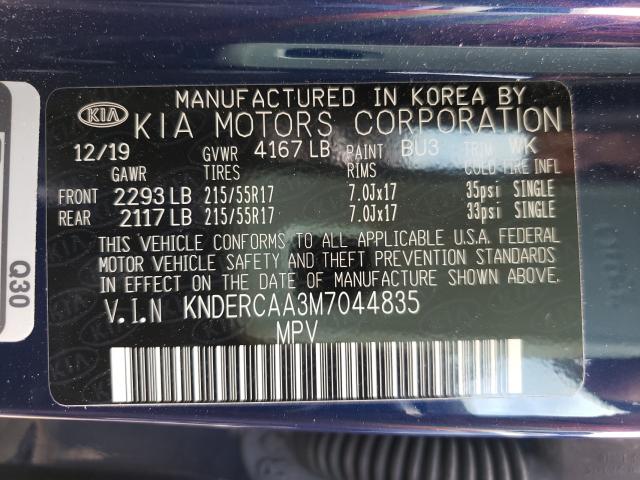 MANUFACTURED IN KOREA BY
KIA KIA MOTORS CORPORATION
12/19 GVWR 4167 LB PAINT BU3 TRIM WK
GAWR TIRES RIMS COLD TIRE INFL
FRONT 2293 LB 215/55R17 7.0Jx17 35psi SINGLE
REAR 2117 LB 215/55R17 7.0Jx17 33psi SINGLE
THIS VEHICLE CONFORMS TO ALL APPLICABLE U.S.A. FEDERAL
MOTOR VEHICLE SAFETY AND THEFT PREVENTION STANDARDS
IN EFFECT ON THE DATE OF MANUFACTURE SHOWN ABOVE.
V.I.N KNDERCAA3M7044835
MPV
Q30